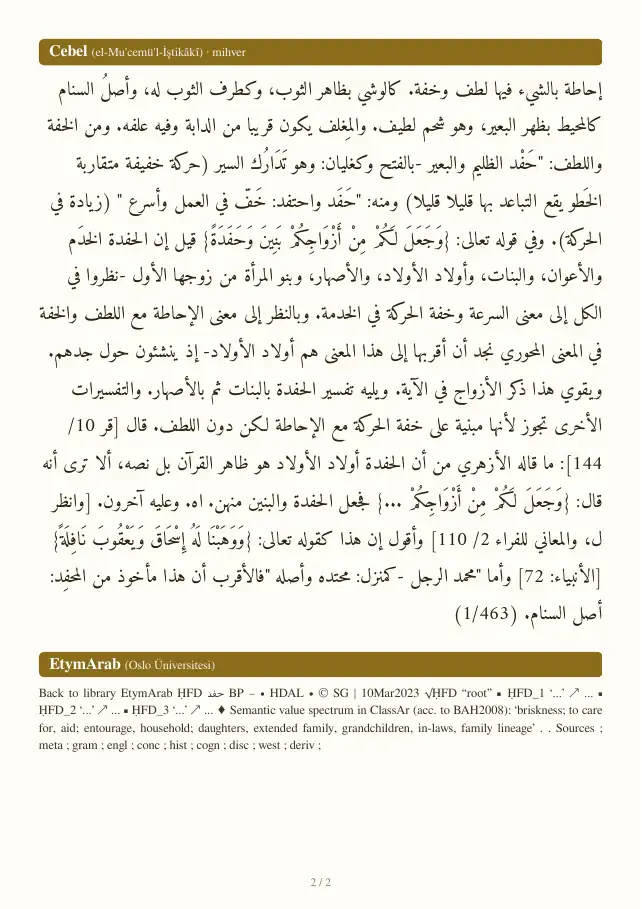 Cebel (el-Mu'cemü'l-İştikâkî) · mihver
إحاطة بالشيء فيها لطف وخفة. كالوشي بظاهر الثوب، وكطرف الثوب له، وأصلُ السنام
كالمحيط بظهر البعير، وهو شحم لطيف. والمِغلف يكون قريبا من الدابة وفيه علفه. ومن الخفة
واللطف: "حَفْد الظليم والبعير -بالفتح وكغليان: وهو تَدَارُك السير (حركة خفيفة متقاربة
الخَطو يقع التباعد بها قليلا قليلا) ومنه: "حَفَد واحتفد: خَفّ في العمل وأسرع " (زيادة في
الحركة). وفي قوله تعالى: {وَجَعَلَ لَكُمْ مِنْ أَزْوَاجِكُمْ بَنِينَ وَحَفَدَةً} قيل إن الحفدة الخدَم
والأعوان، والبنات، وأولاد الأولاد، والأصهار، وبنو المرأة من زوجها الأول -نظروا في
الكل إلى معنى السرعة وخفة الحركة في الخدمة. وبالنظر إلى معنى الإحاطة مع اللطف والخفة
في المعنى المحوري نجد أن أقربها إلى هذا المعنى هم أولاد الأولاد- إذ ينشئون حول جدهم.
ويقوي هذا ذكر الأزواج في الآية. ويليه تفسير الحفدة بالبنات ثم بالأصهار. والتفسيرات
الأخرى تجوز لأنها مبنية على خفة الحركة مع الإحاطة لكن دون اللطف. قال [قر 10/
144]: ما قاله الأزهري من أن الحفدة أولاد الأولاد هو ظاهر القرآن بل نصه، ألا ترى أنه
قال: {وَجَعَلَ لَكُمْ مِنْ أَزْوَاجِكُمْ ...} فجعل الحفدة والبنين منهن. اه. وعليه آخرون. [وانظر
ل، والمعاني للفراء 2/ 110] وأقول إن هذا كقوله تعالى: {وَوَهَبْنَا لَهُ إِسْحَاقَ وَيَعْقُوبَ نَافِلَةً}
[الأنبياء: 72] وأما "محمد الرجل -كمنزل: محتده وأصله "فالأقرب أن هذا مأخوذ من المحفِد:
أصل السنام. (1/463)
EtymArab (Oslo Üniversitesi)
Back to library EtymArab ḤFD حفد BP – • HDAL • © SG | 10Mar2023 √ḤFD “root” ▪ ḤFD_1 ‘...’ ↗ ... ▪
ḤFD_2 ‘...’ ↗ ... ▪ ḤFD_3 ‘...’ ↗ ... ♦ Semantic value spectrum in ClassAr (acc. to BAH2008): ‘briskness; to care
for, aid; entourage, household; daughters, extended family, grandchildren, in-laws, family lineage’ . . Sources ;
meta ; gram ; engl ; conc ; hist ; cogn ; disc ; west ; deriv ;
2 / 2